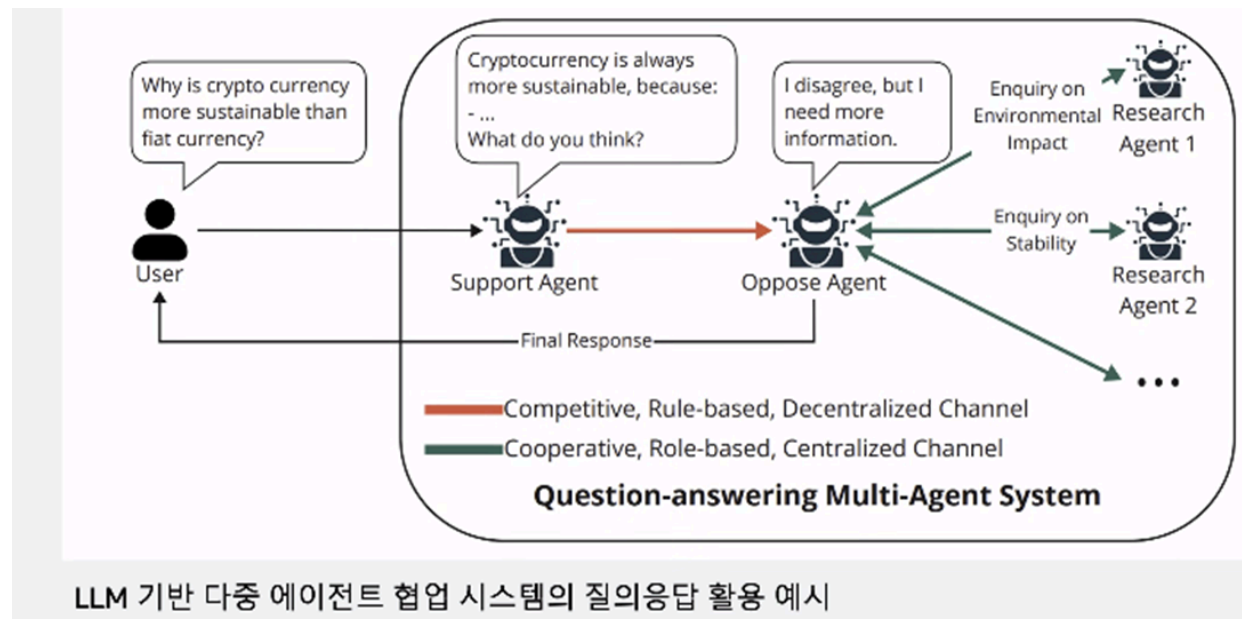 Why is crypto currency
more sustainable than
fiat currency?
Cryptocurrency is always
more sustainable, because:
- ...
What do you think?
I disagree, but I
need more
information.
Enquiry on
Environmental
Impact
Research
Agent 1
Enquiry on
Stability
Research
Agent 2
User
Support Agent
Oppose Agent
Final Response
...
Competitive, Rule-based, Decentralized Channel
Cooperative, Role-based, Centralized Channel
Question-answering Multi-Agent System
LLM 기반 다중 에이전트 협업 시스템의 질의응답 활용 예시